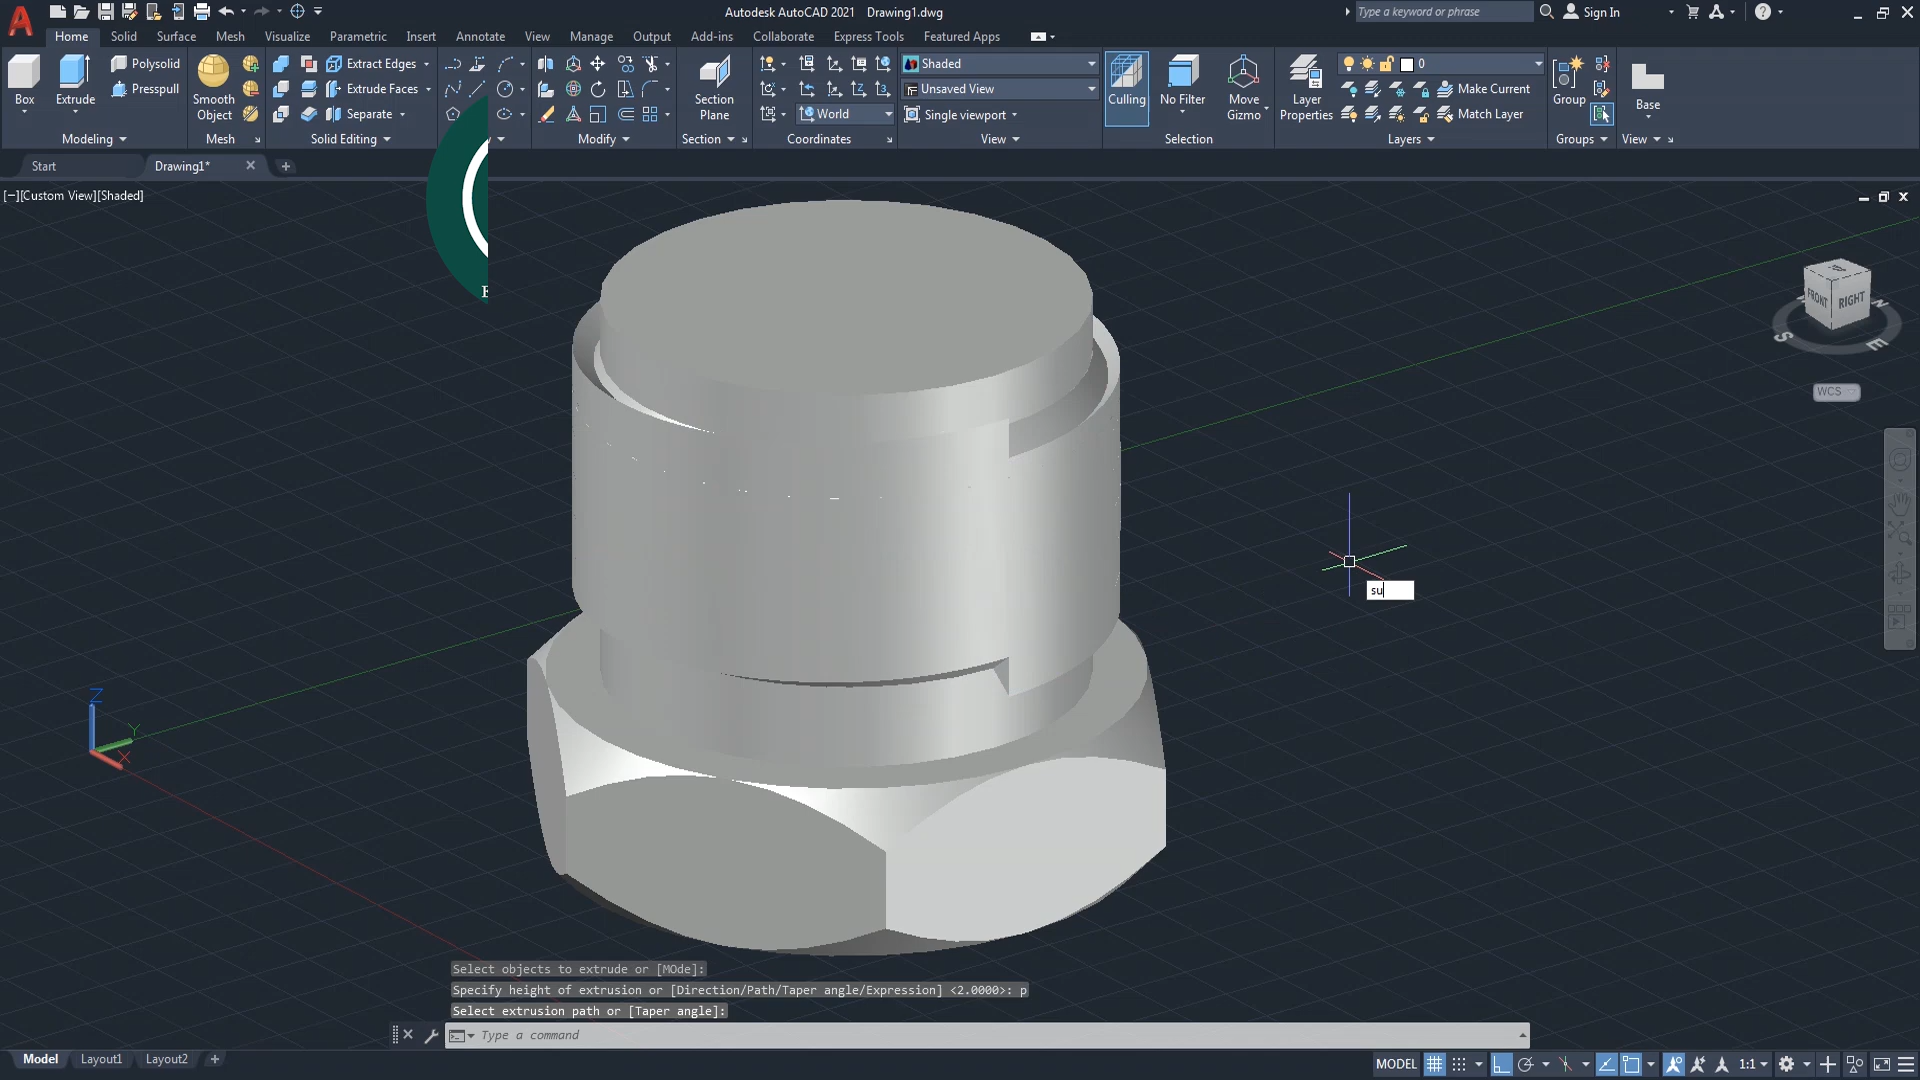 Autodesk AutoCAD 2021 Drawing1.dwg
Type a keyword or phrase
Sign In
Home Solid Surface Mesh Visualize Parametric Insert Annotate View Manage Output Add-ins Collaborate Express Tools Featured Apps
Box
Extrude
Polysolid
Presspull
Modeling
Smooth
Object
Mesh
Extract Edges
Extrude Faces
Separate
Solid Editing
Modify
Section
Plane
Section
World
Coordinates
Shaded
Unsaved View
Single viewport
View
Culling
No Filter
Move
Gizmo
Selection
Layer
Properties
0
Make Current
Match Layer
Layers
Group
Groups
Base
View
Start
Drawing1*
[−][Custom View][Shaded]
E
FRONT
RIGHT
S
E
N
WCS
su
Z
Y
X
Select objects to extrude or [MOde]:
Specify height of extrusion or [Direction/Path/Taper angle/Expression] <2.0000>: p
Select extrusion path or [Taper angle]:
Type a command
Model Layout1 Layout2
MODEL
1:1